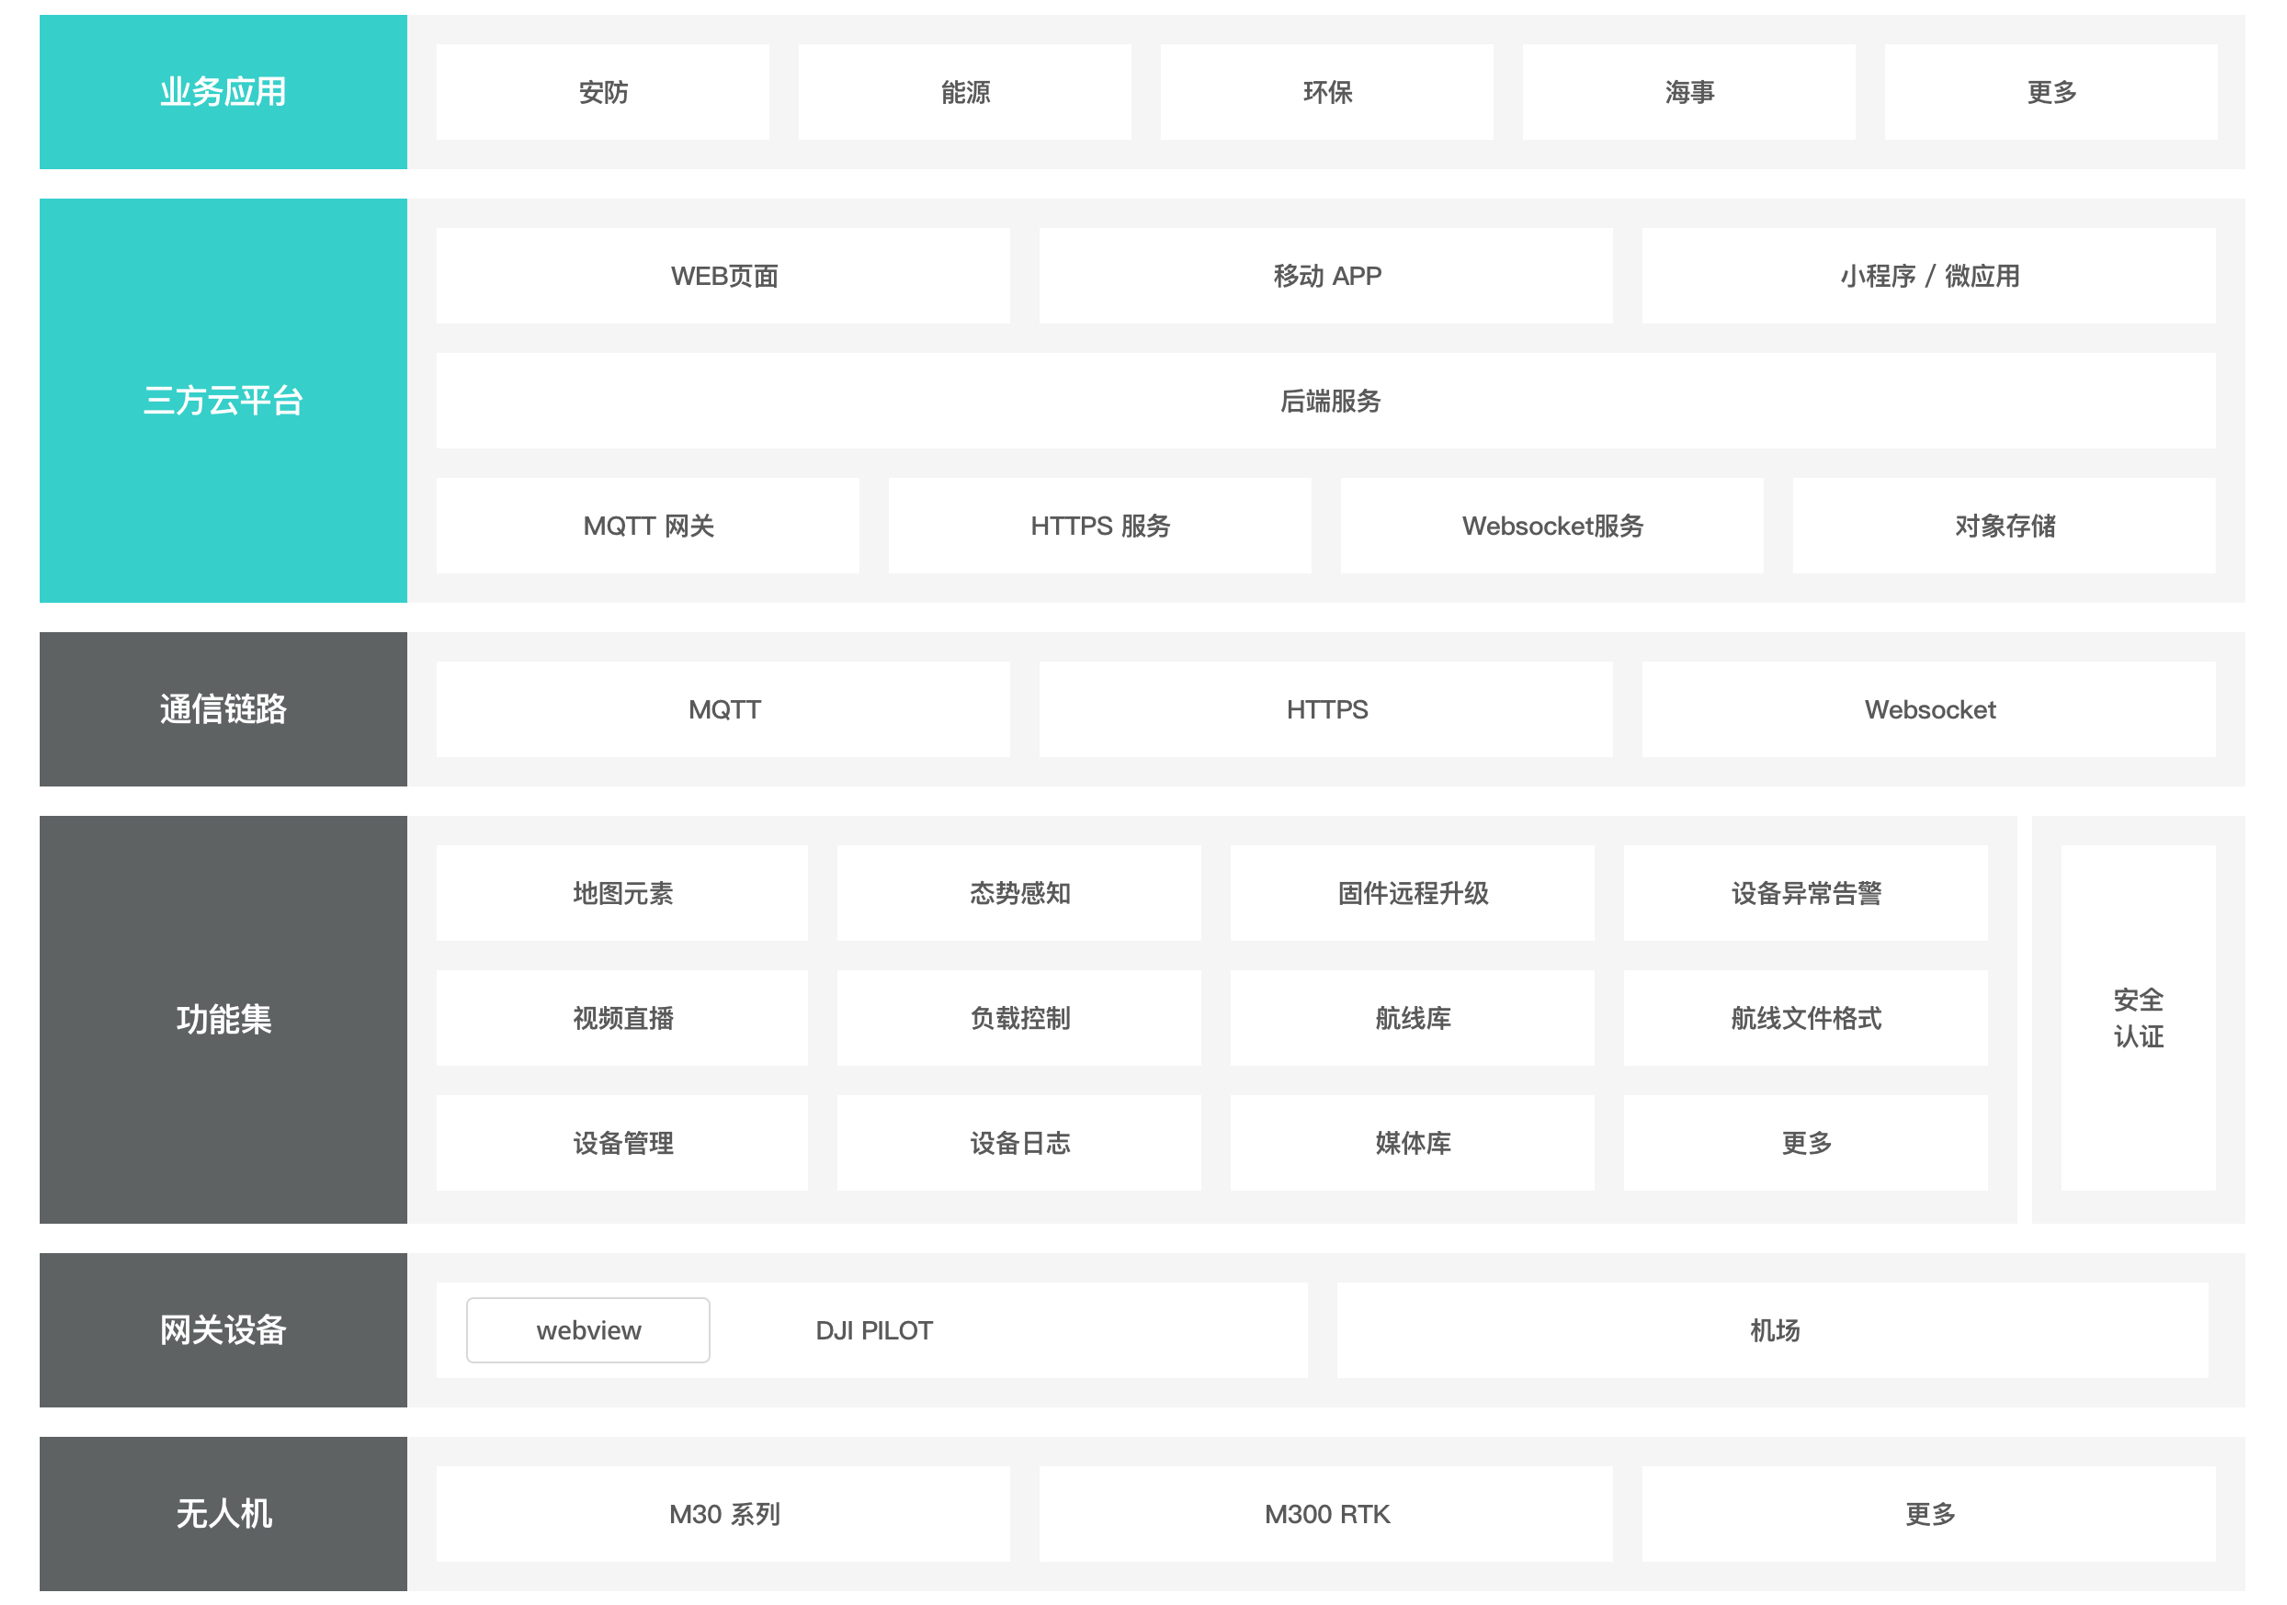 业务应用
安防
能源
环保
海事
更多
三方云平台
WEB页面
移动 APP
小程序 / 微应用
后端服务
MQTT 网关
HTTPS 服务
Websocket服务
对象存储
通信链路
MQTT
HTTPS
Websocket
功能集
地图元素
态势感知
固件远程升级
设备异常告警
视频直播
负载控制
航线库
航线文件格式
设备管理
设备日志
媒体库
更多
安全
认证
网关设备
webview
DJI PILOT
机场
无人机
M30 系列
M300 RTK
更多